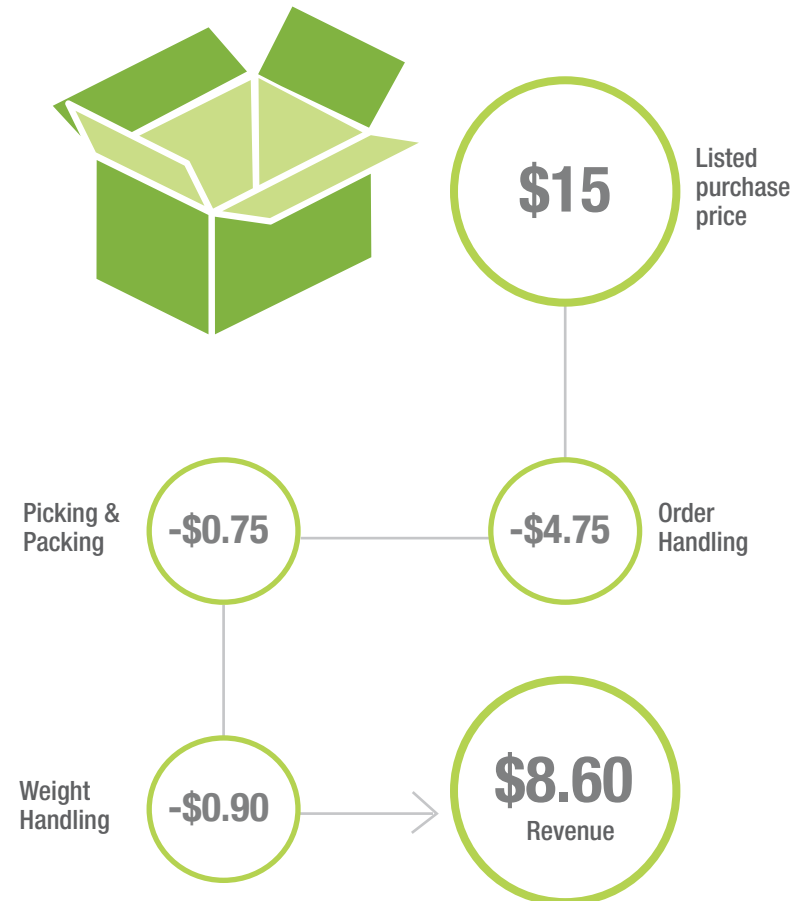 $15
Listed
purchase
price
-$4.75
Order
Handling
Picking &
Packing
-$0.75
Weight
Handling
-$0.90
$8.60
Revenue